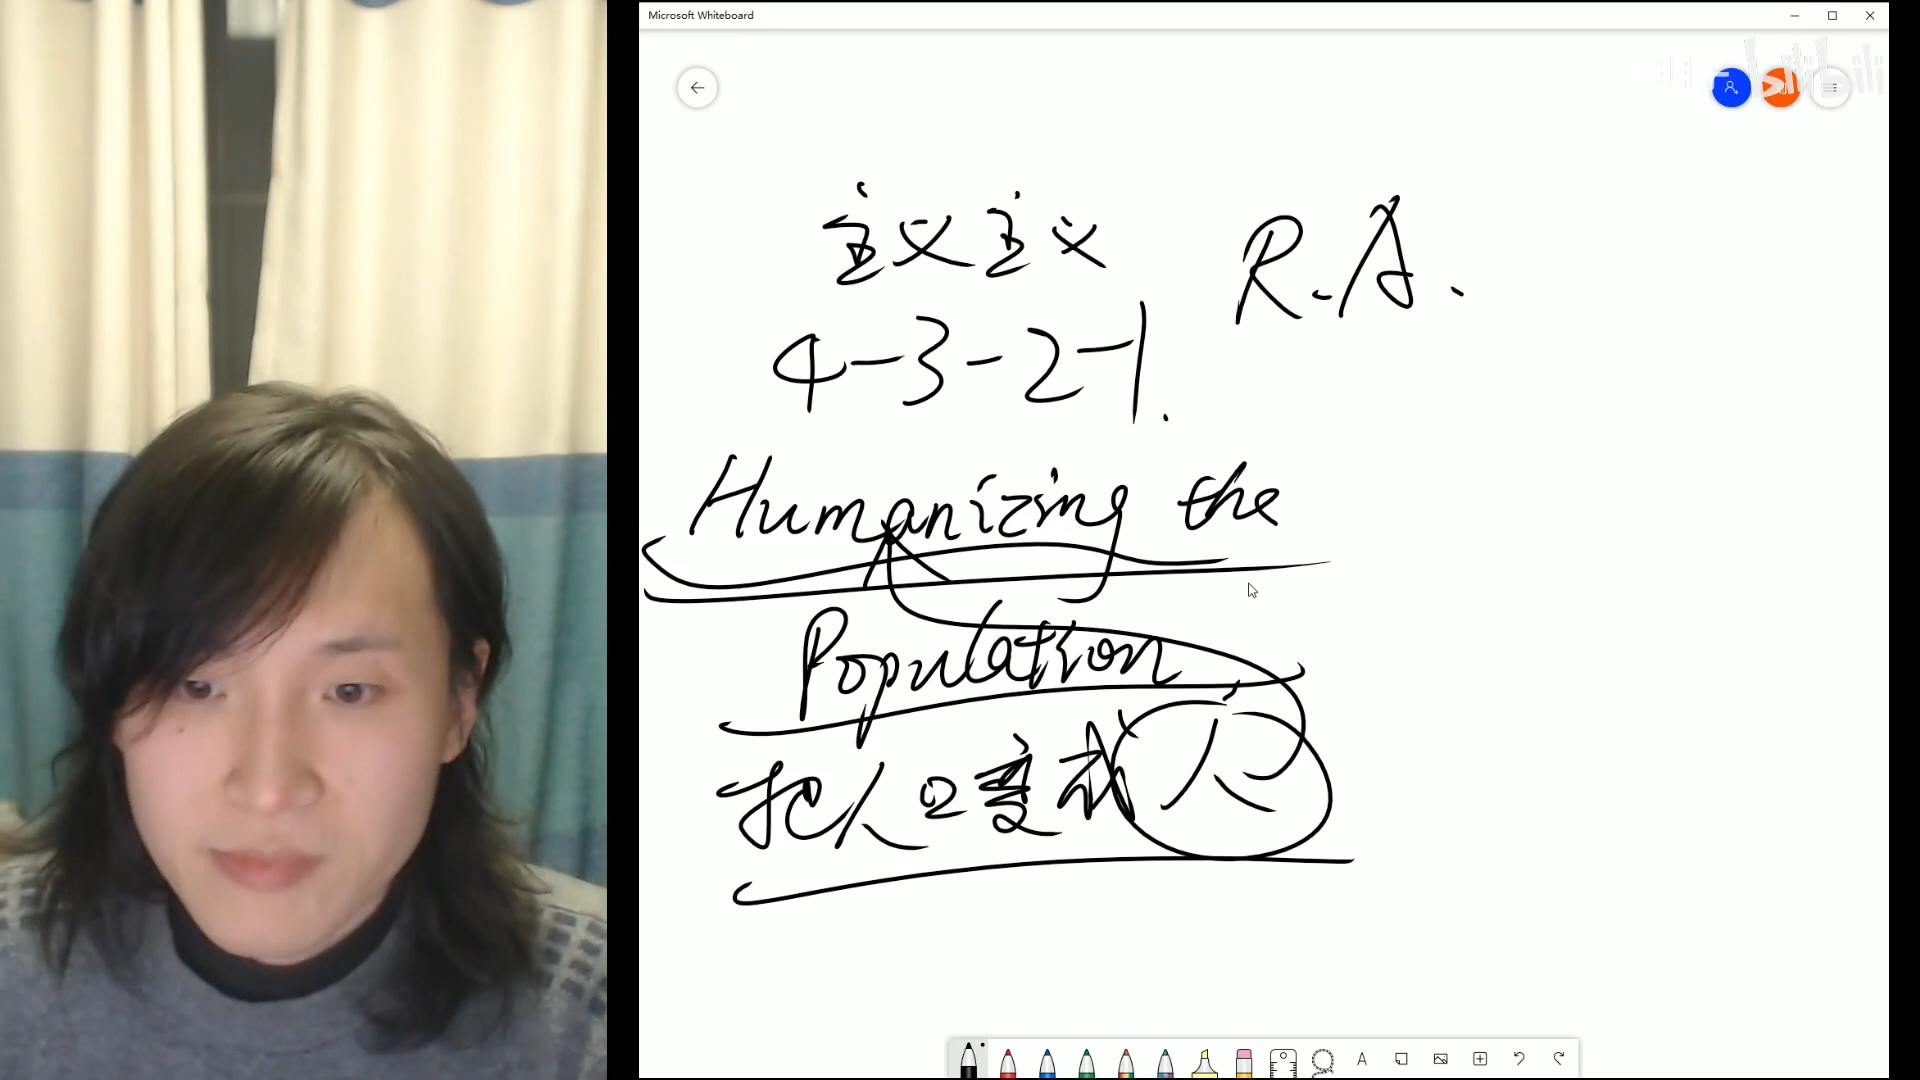 Microsoft Whiteboard
bilibili
主义主义 R.A.
4-3-2-1.
Humanizing the
Population
把人口变成人
A